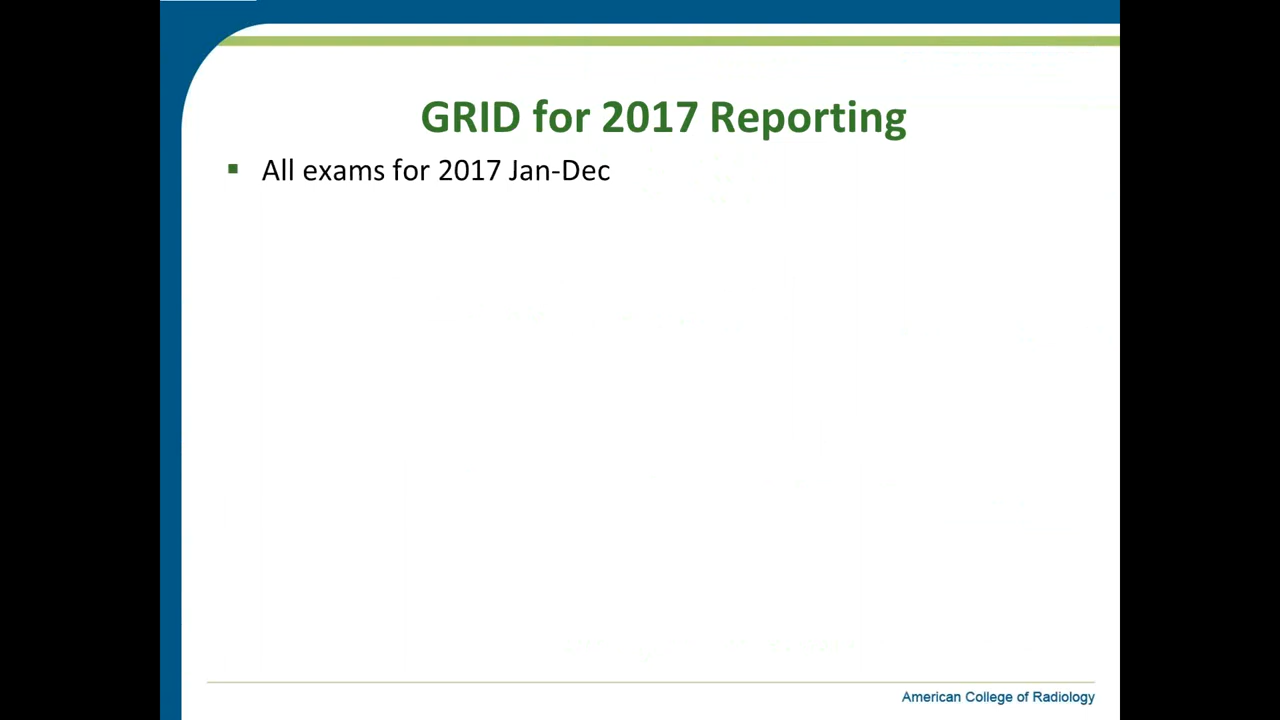 GRID for 2017 Reporting
▪ All exams for 2017 Jan-Dec
American College of Radiology